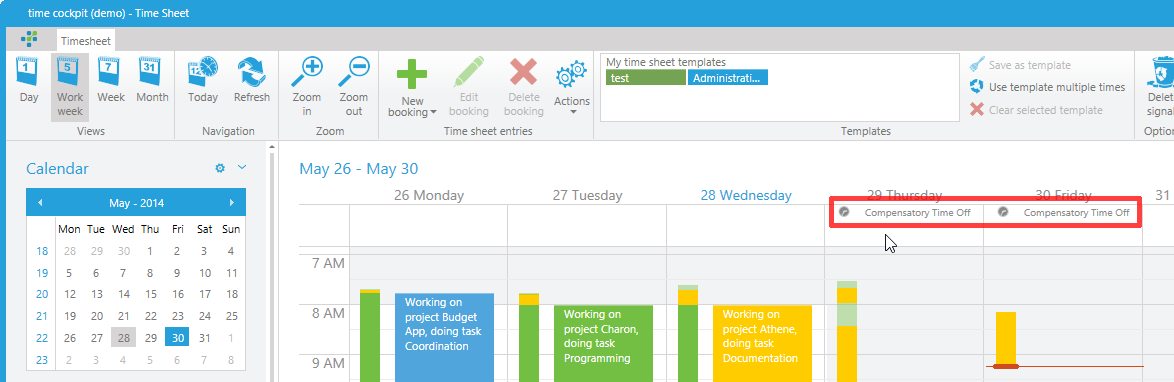 time cockpit (demo) - Time Sheet
Timesheet
1
Day
5
Work
week
7
Week
31
Month
Views
12
Today
Refresh
Navigation
Zoom
in
Zoom
out
Zoom
New
booking
Edit
booking
Delete
booking
Actions
Time sheet entries
My time sheet templates
test
Administrati...
Save as template
Use template multiple times
Clear selected template
Templates
Delete
signal
Option
Calendar
May - 2014
Mon Tue Wed Thu Fri Sat Sun
18 28 29 30 1 2 3 4
19 5 6 7 8 9 10 11
20 12 13 14 15 16 17 18
21 19 20 21 22 23 24 25
22 26 27 28 29 30 31 1
23 2 3 4 5 6 7 8
May 26 - May 30
26 Monday 27 Tuesday 28 Wednesday 29 Thursday 30 Friday 31
Compensatory Time Off Compensatory Time Off
7 AM
8 AM
9 AM
Working on
project Budget
App, doing task
Coordination
Working on
project Charon,
doing task
Programming
Working on
project Athene,
doing task
Documentation